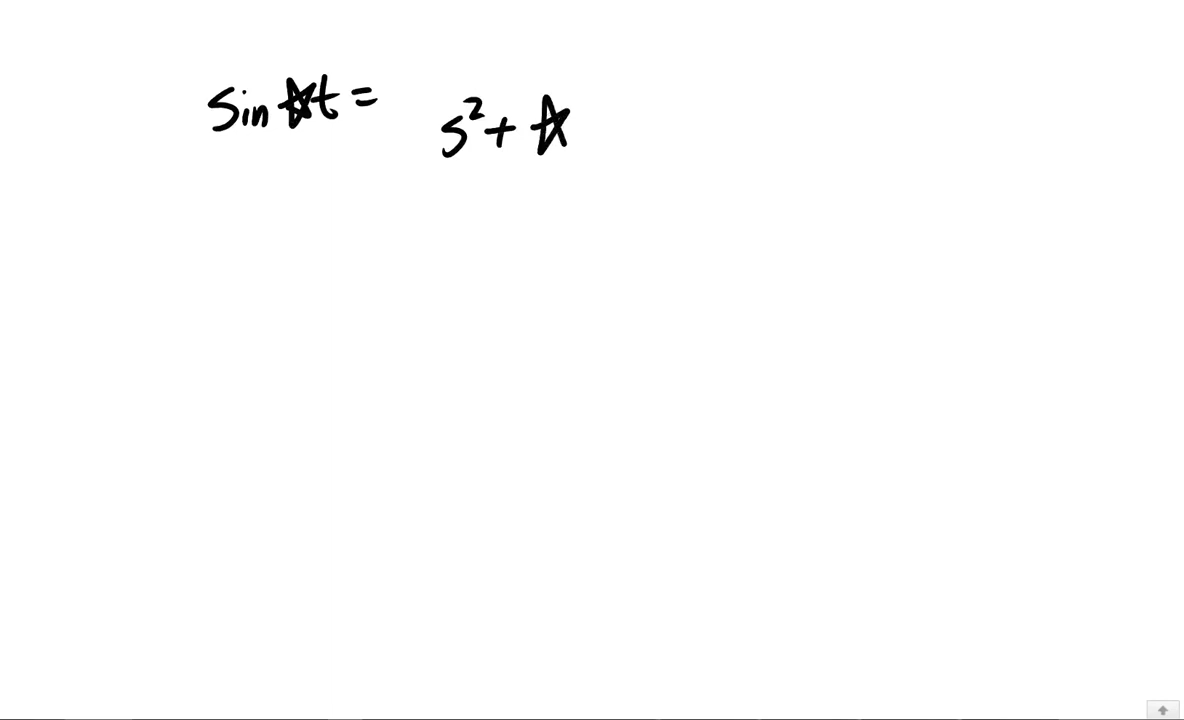 sin ☆t = s² + ☆